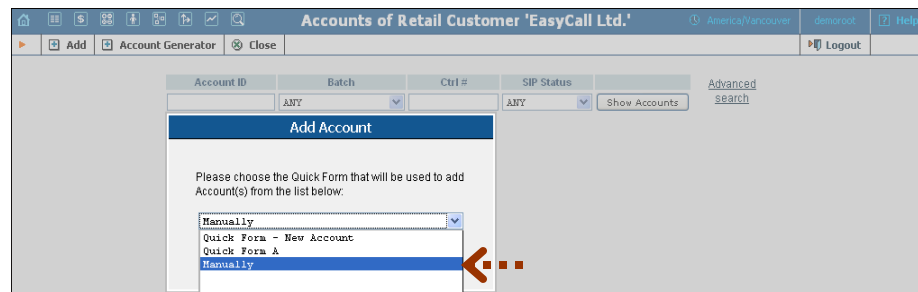 Accounts of Retail Customer 'EasyCall Ltd.'
America/Vancouver
demoroot
Help
Add
Account Generator
Close
Logout
Account ID Batch Ctrl # SIP Status
ANY ANY Show Accounts
Advanced
search
Add Account
Please choose the Quick Form that will be used to add
Account(s) from the list below:
Manually
Quick Form - New Account
Quick Form A
Manually